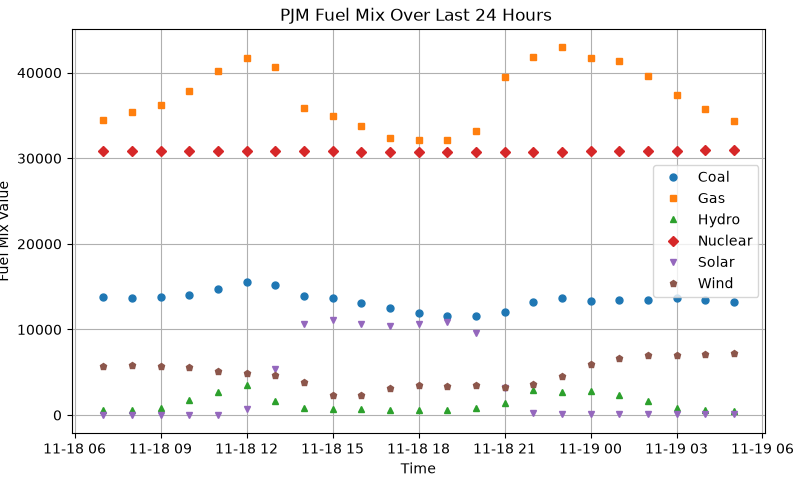 PJM Fuel Mix Over Last 24 Hours
40000
30000
20000
10000
0
Fuel Mix Value
Coal
Gas
Hydro
Nuclear
Solar
Wind
11-18 06 11-18 09 11-18 12 11-18 15 11-18 18 11-18 21 11-19 00 11-19 03 11-19 06
Time